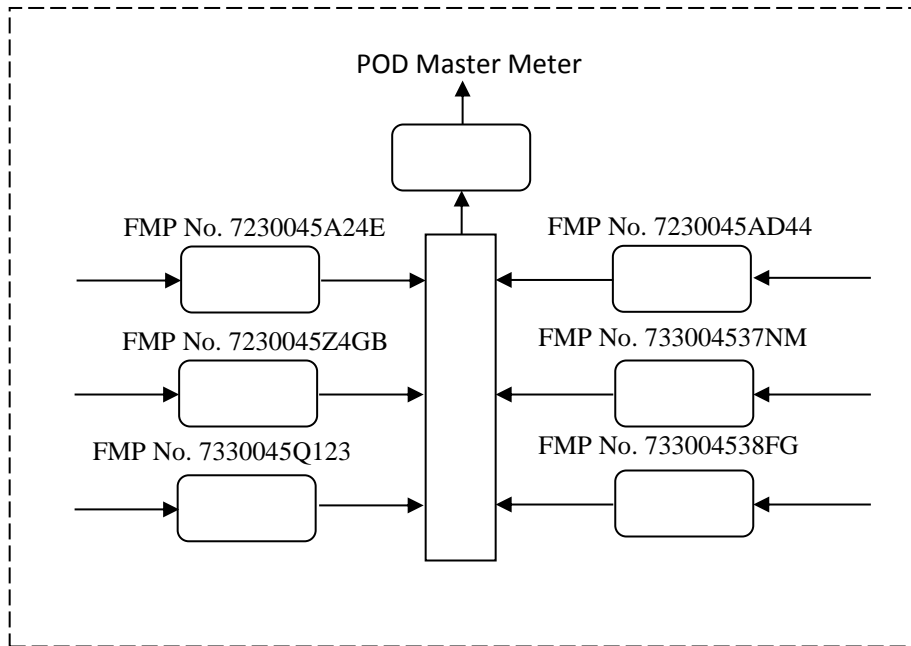 POD Master Meter
FMP No. 7230045A24E
FMP No. 7230045AD44
FMP No. 7230045Z4GB
FMP No. 733004537NM
FMP No. 7330045Q123
FMP No. 733004538FG